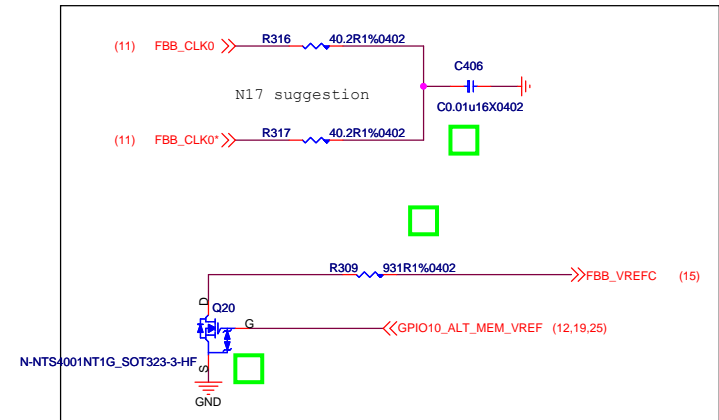 (11) FBB_CLK0 R316 40.2R1%0402
C406
N17 suggestion
C0.01u16X0402
(11) FBB_CLK0* R317 40.2R1%0402
R309 931R1%0402 FBB_VREFC (15)
D
Q20
G GPIO10_ALT_MEM_VREF (12,19,25)
N-NTS4001NT1G_SOT323-3-HF
S
GND